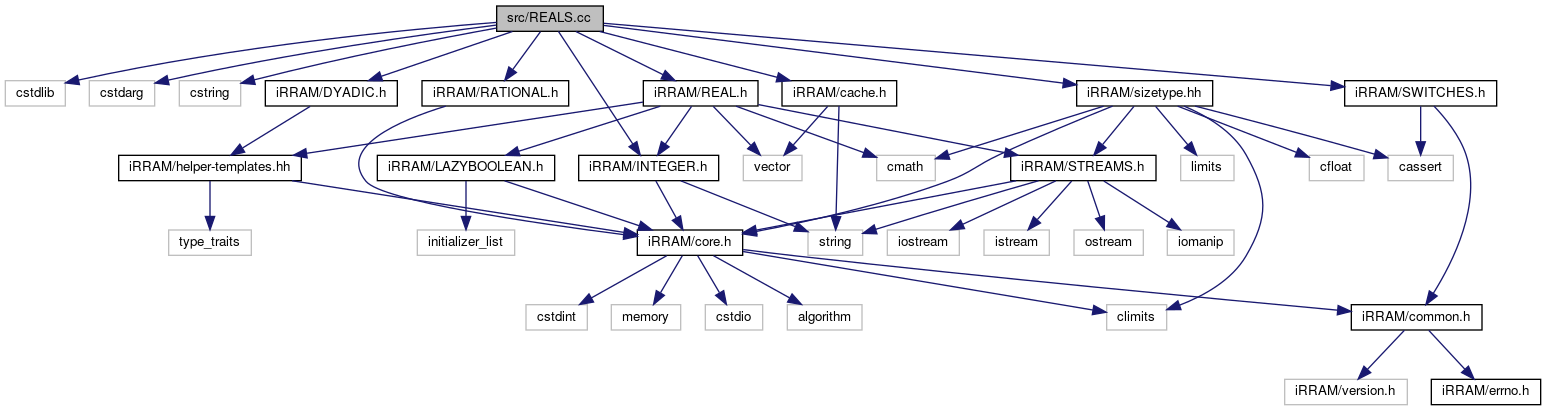 src/REALS.cc
cstdlib
cstdarg
cstring
iRRAM/DYADIC.h
iRRAM/RATIONAL.h
iRRAM/REAL.h
iRRAM/cache.h
iRRAM/sizetype.hh
iRRAM/SWITCHES.h
iRRAM/helper-templates.hh
iRRAM/LAZYBOOLEAN.h
iRRAM/INTEGER.h
vector
cmath
iRRAM/STREAMS.h
limits
cfloat
cassert
type_traits
initializer_list
iRRAM/core.h
string
iostream
istream
ostream
iomanip
cstdint
memory
cstdio
algorithm
climits
iRRAM/common.h
iRRAM/version.h
iRRAM/errno.h